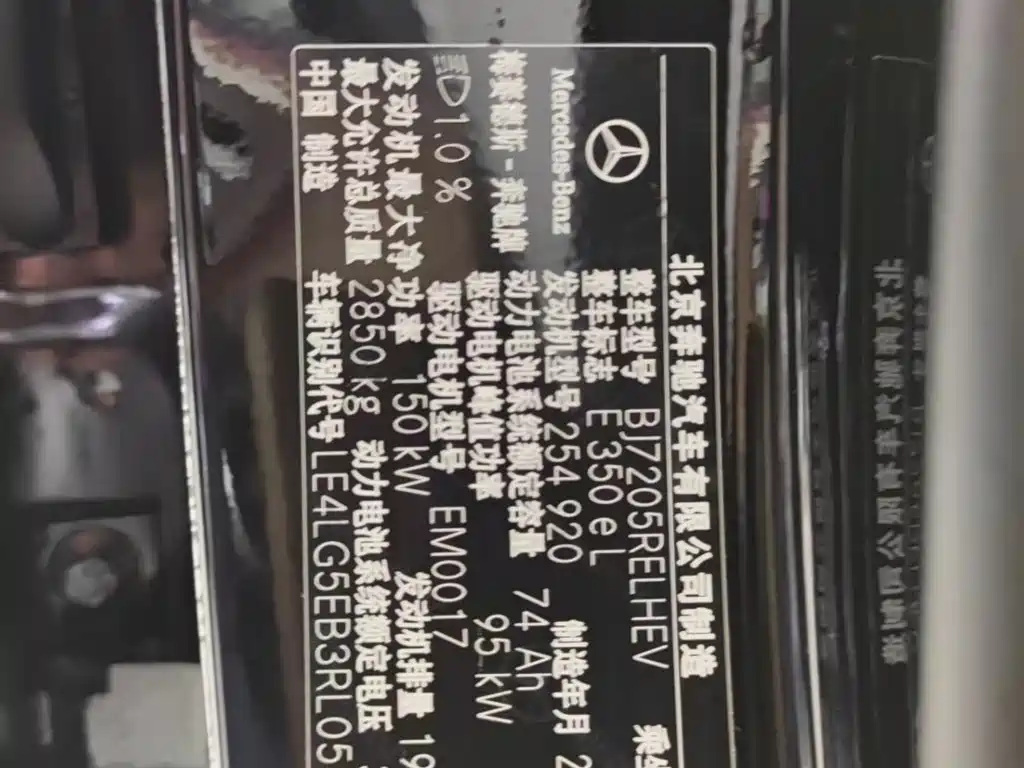 北京奔驰汽车有限公司制造
Mercedes-Benz
梅赛德斯-奔驰牌
整车型号 BJ7205RELHEV
整车标志 E 350 e L
发动机型号 254 920 制造年月 2
动力电池系统额定容量 74 Ah
驱动电机峰值功率 95 kW
1.0 % 驱动电机型号 EM0017
发动机最大净功率 150 kW 发动机排量 19
最大允许总质量 2850 kg 动力电池系统额定电压
中国 制造 车辆识别代号 LE4LG5EB3RL05